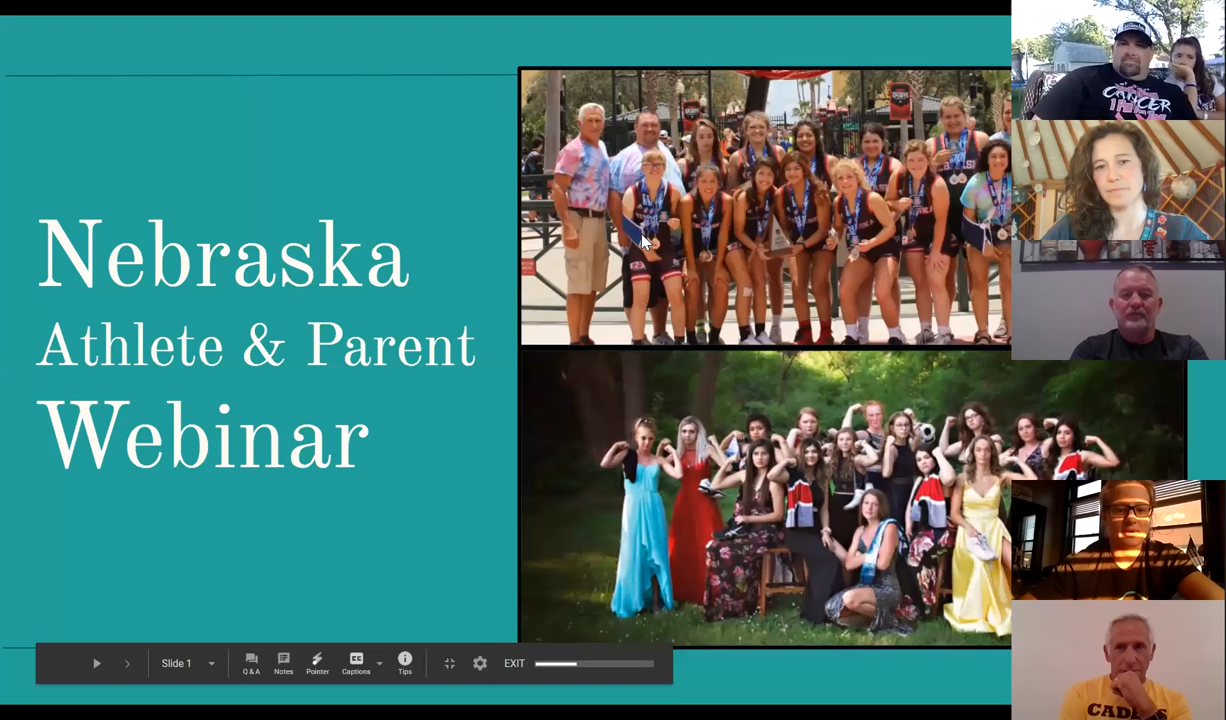 Nebraska
Athlete & Parent
Webinar
Slide 1
Q & A
Notes
Pointer
Captions
Tips
EXIT
CANCER